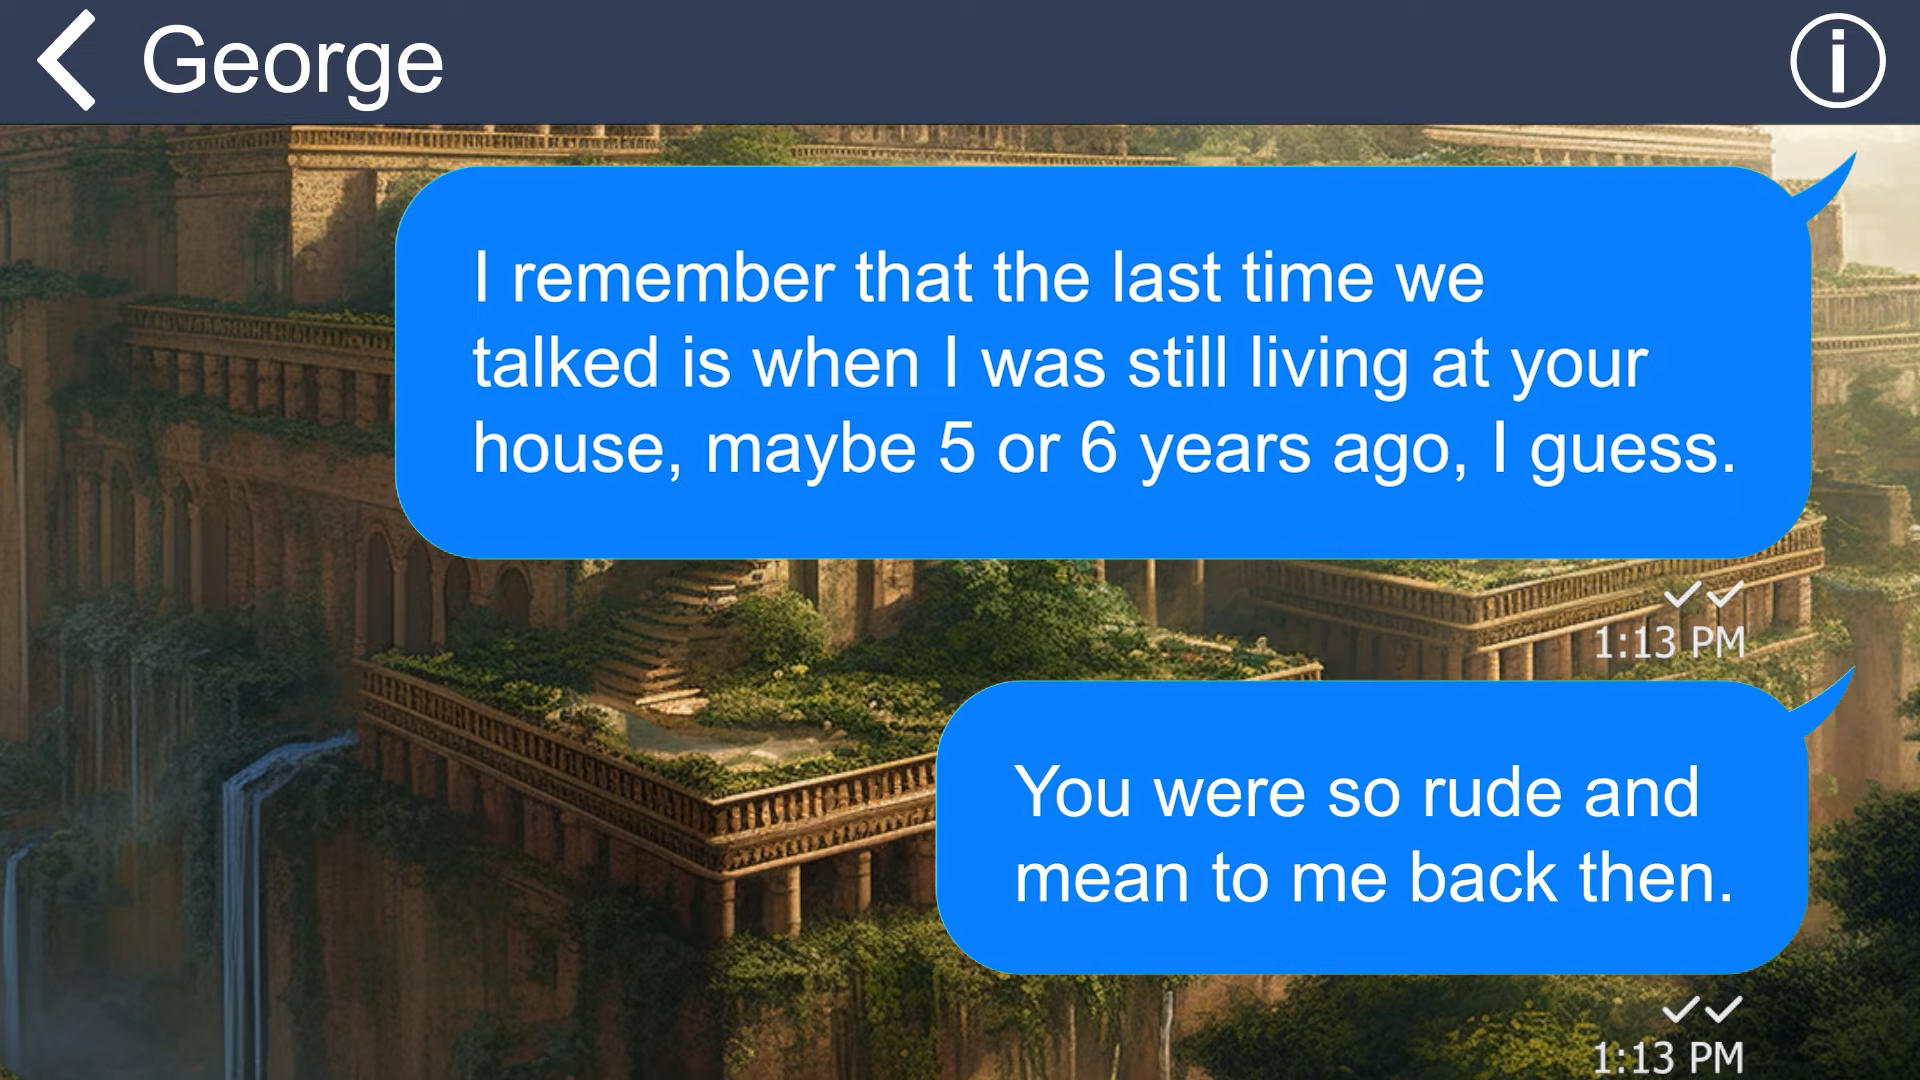 George
I remember that the last time we
talked is when I was still living at your
house, maybe 5 or 6 years ago, I guess.
1:13 PM
You were so rude and
mean to me back then.
1:13 PM